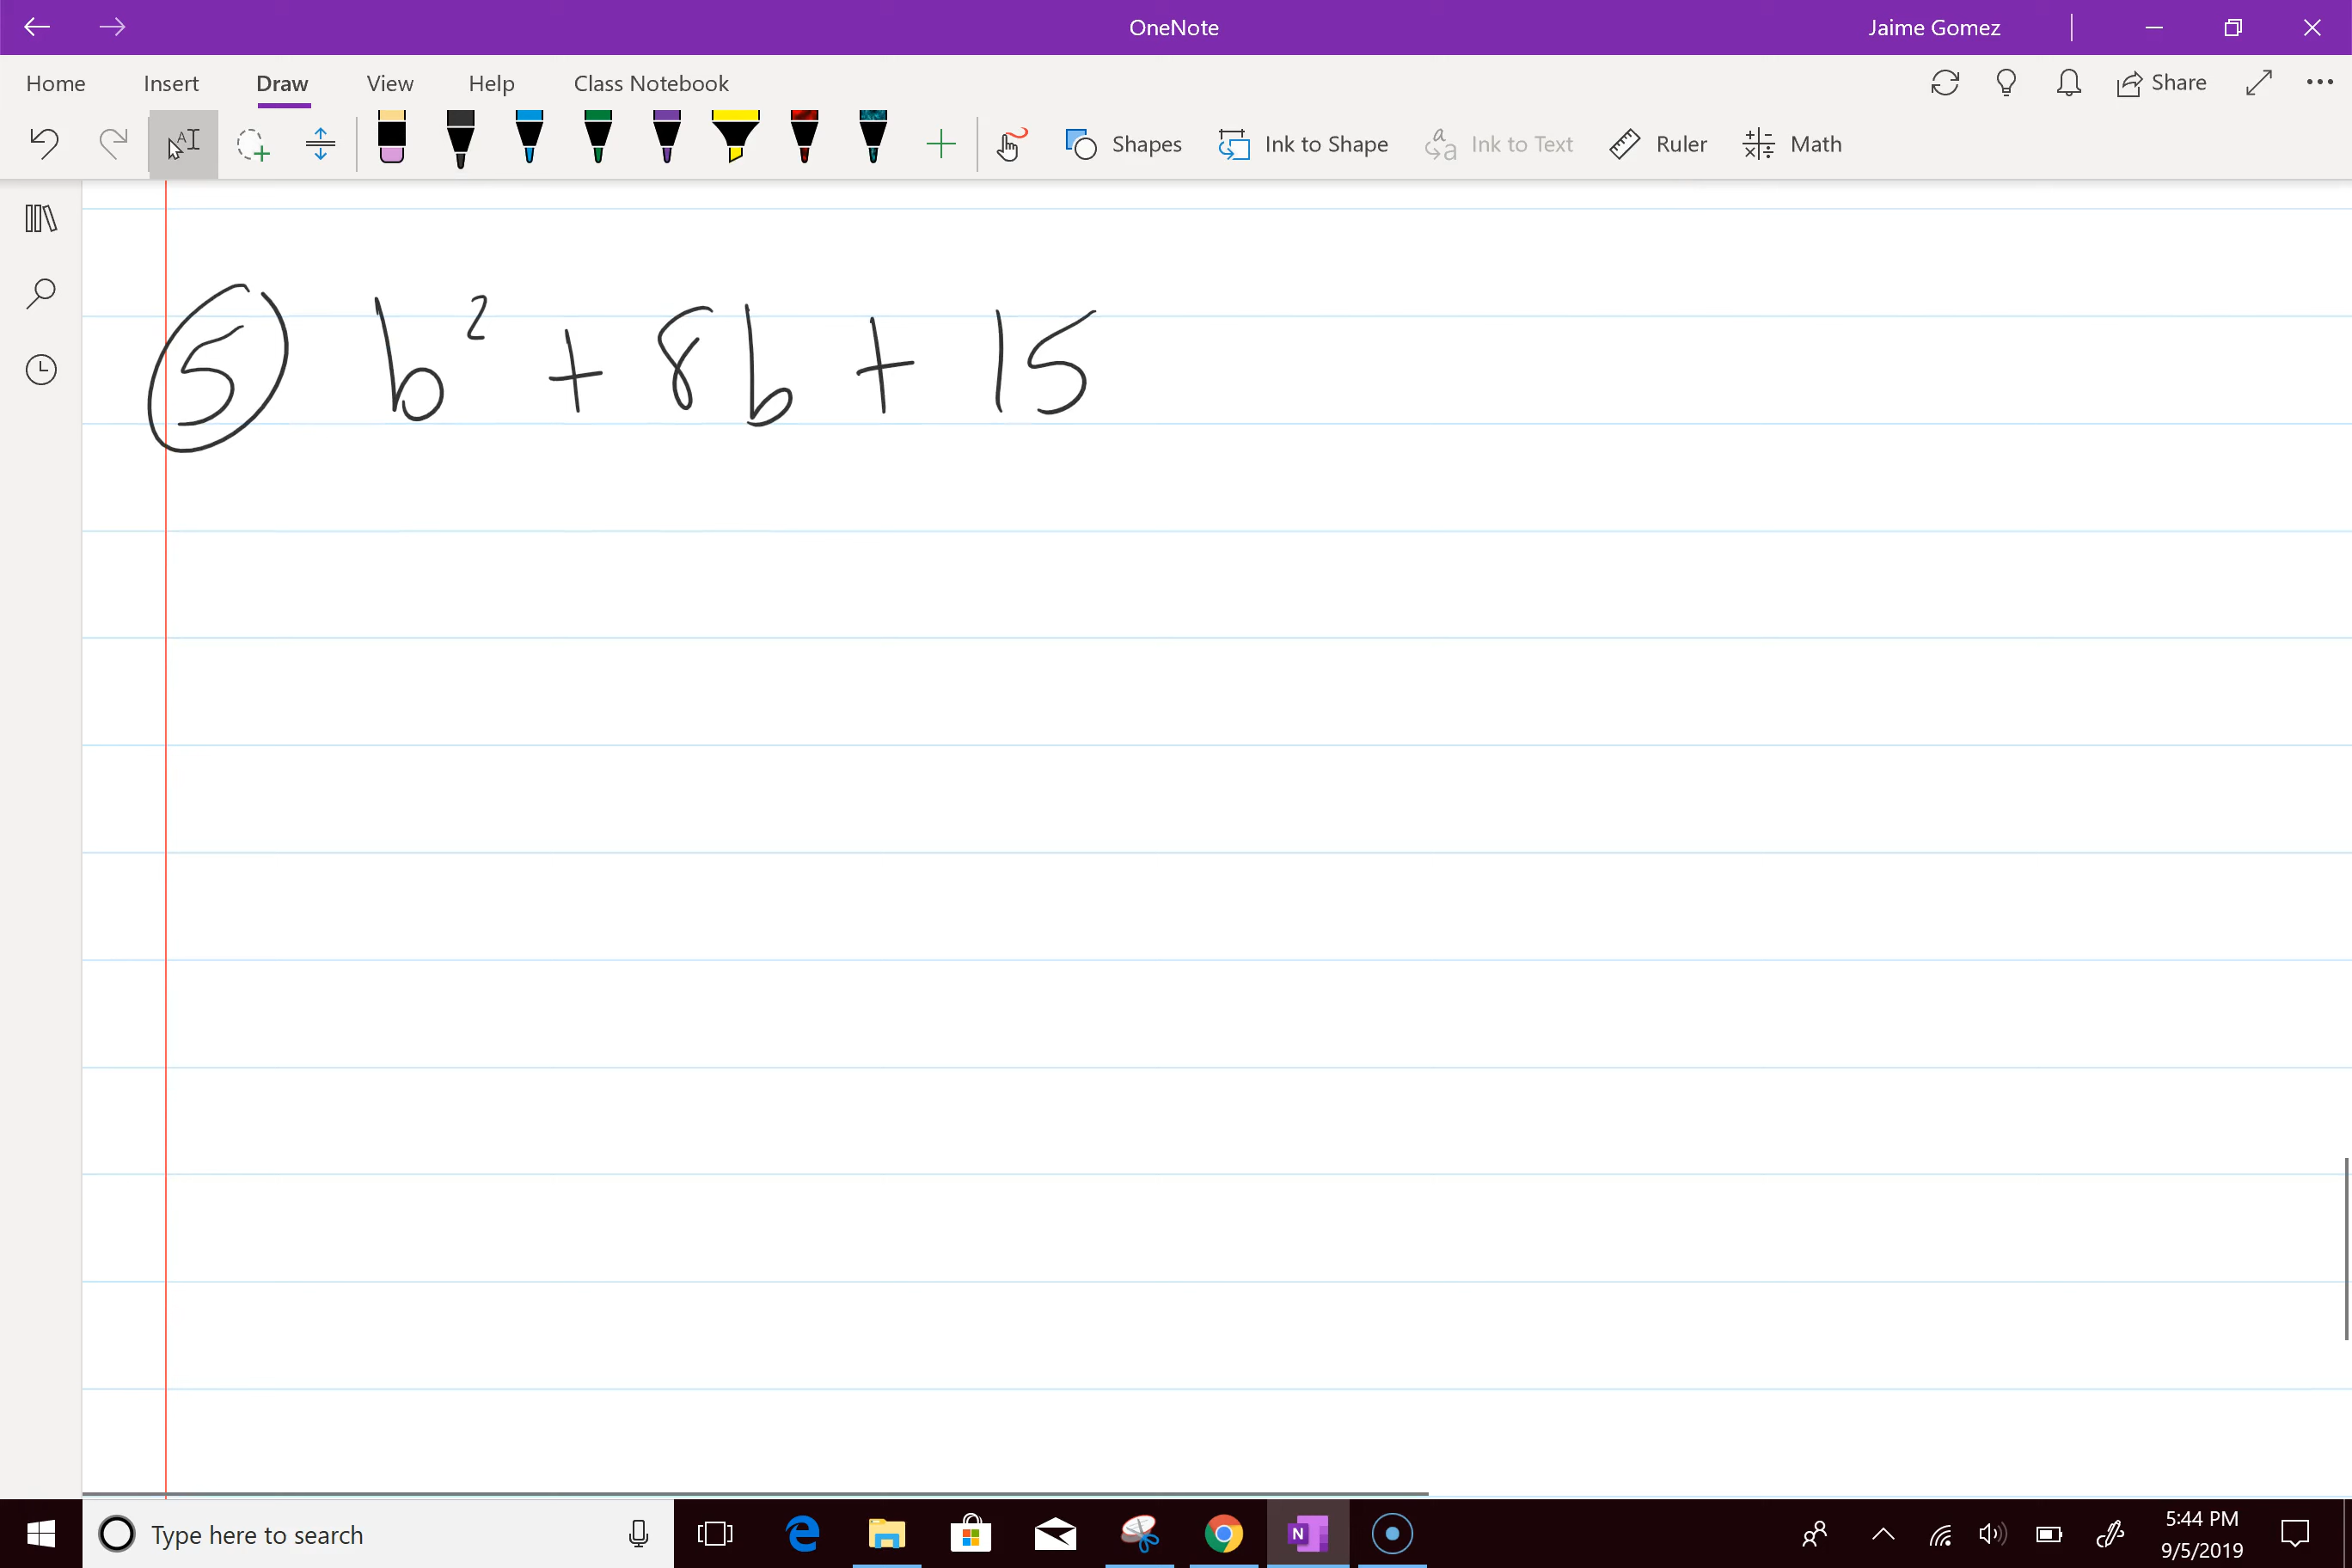 OneNote
Jaime Gomez
Home Insert Draw View Help Class Notebook
Share
Shapes Ink to Shape Ink to Text Ruler Math
5 b² + 8b + 15
Type here to search
5:44 PM
9/5/2019